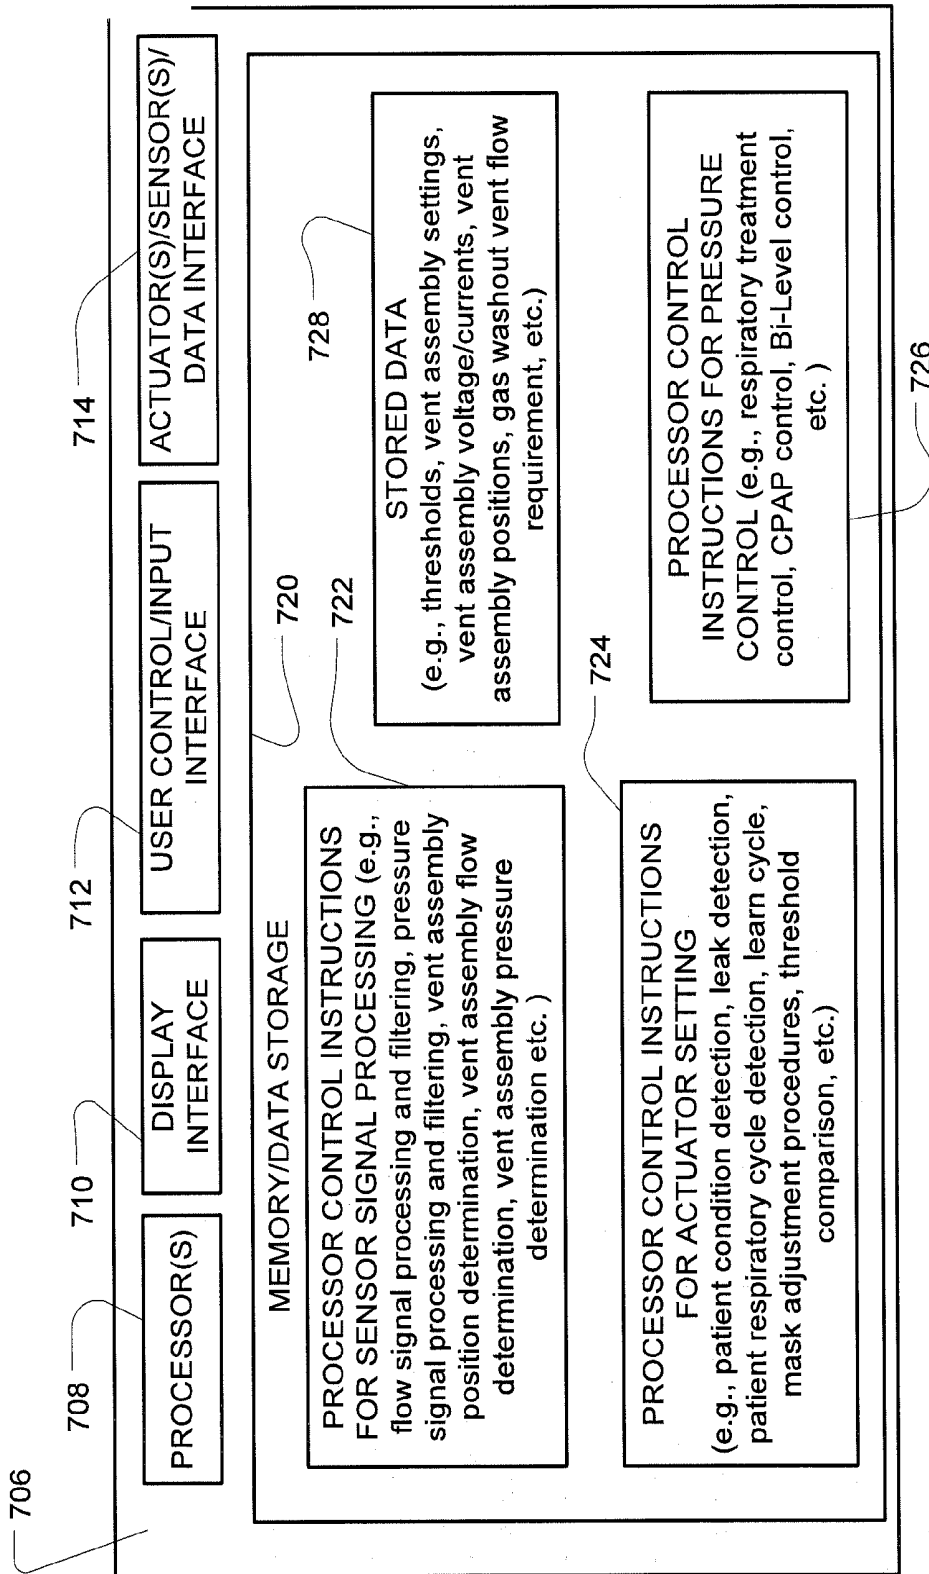 706
708
710
712
714
PROCESSOR(S)
DISPLAY
INTERFACE
USER CONTROL/INPUT
INTERFACE
ACTUATOR(S)/SENSOR(S)/
DATA INTERFACE
MEMORY/DATA STORAGE
720
722
PROCESSOR CONTROL INSTRUCTIONS
FOR SENSOR SIGNAL PROCESSING (e.g.,
flow signal processing and filtering, pressure
signal processing and filtering, vent assembly
position determination, vent assembly flow
determination, vent assembly pressure
determination etc. )
728
STORED DATA
(e.g., thresholds, vent assembly settings,
vent assembly voltage/currents, vent
assembly positions, gas washout vent flow
requirement, etc.)
724
PROCESSOR CONTROL INSTRUCTIONS
FOR ACTUATOR SETTING
(e.g., patient condition detection, leak detection,
patient respiratory cycle detection, learn cycle,
mask adjustment procedures, threshold
comparison, etc.)
PROCESSOR CONTROL
INSTRUCTIONS FOR PRESSURE
CONTROL (e.g., respiratory treatment
control, CPAP control, Bi-Level control,
etc. )
726